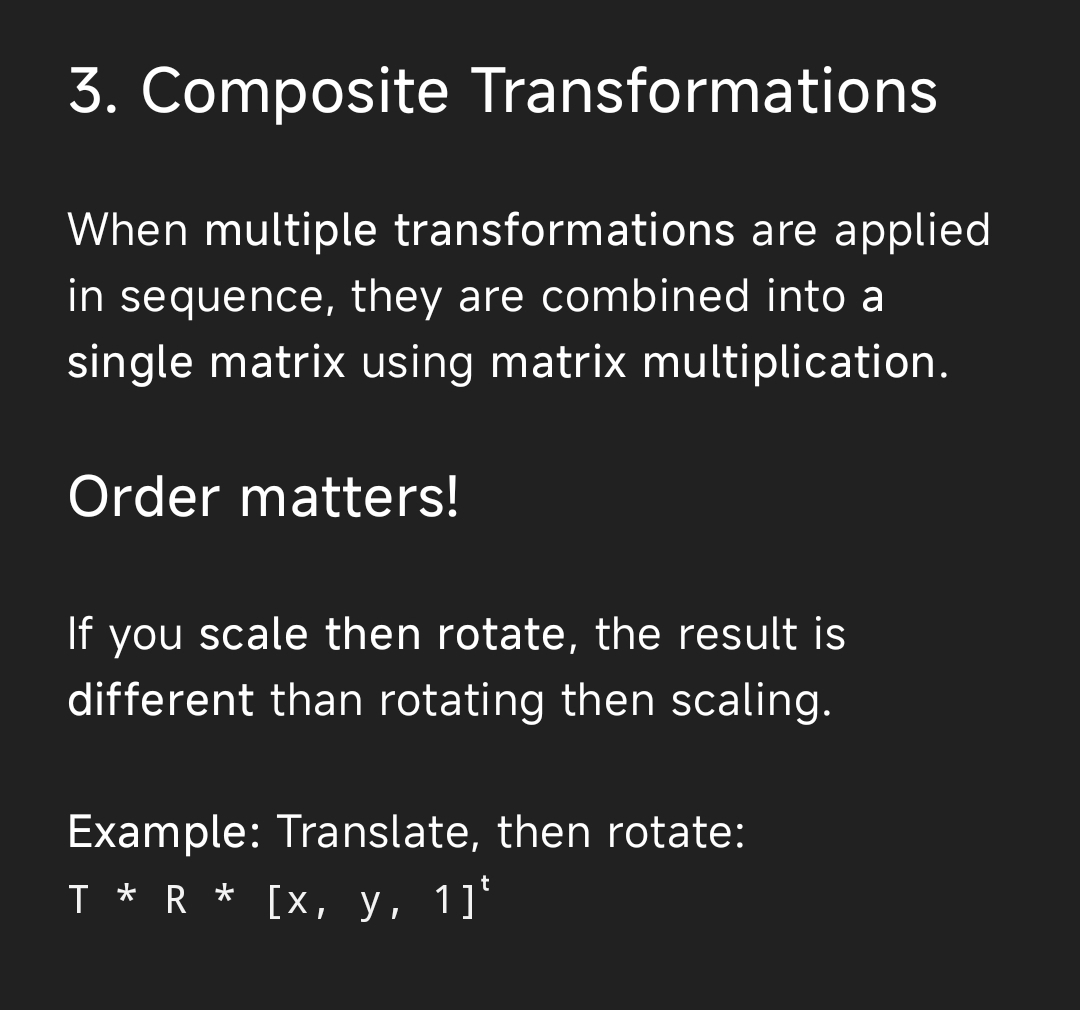 3. Composite Transformations
When multiple transformations are applied
in sequence, they are combined into a
single matrix using matrix multiplication.
Order matters!
If you scale then rotate, the result is
different than rotating then scaling.
Example: Translate, then rotate:
T * R * [x, y, 1]ᵗ